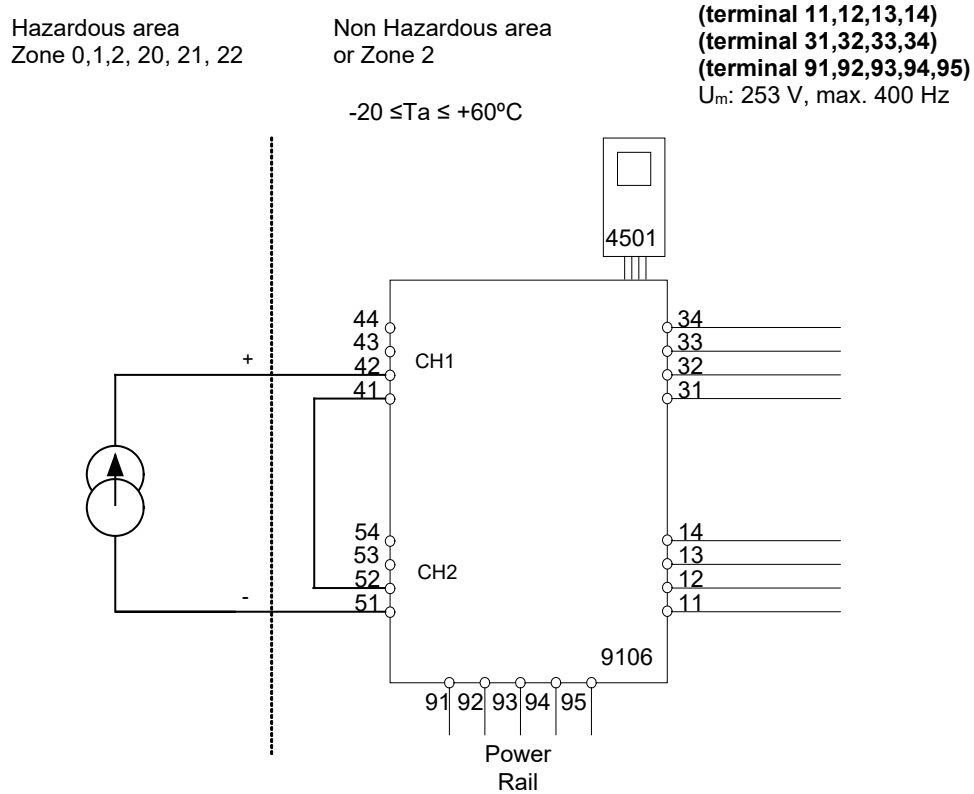 Hazardous area
Zone 0,1,2, 20, 21, 22
Non Hazardous area
or Zone 2
-20 ≤Ta ≤ +60ºC
(terminal 11,12,13,14)
(terminal 31,32,33,34)
(terminal 91,92,93,94,95)
Um: 253 V, max. 400 Hz
4501
44
43
42
41
CH1
+
34
33
32
31
54
53
52
51
CH2
-
14
13
12
11
9106
91 92 93 94 95
Power
Rail